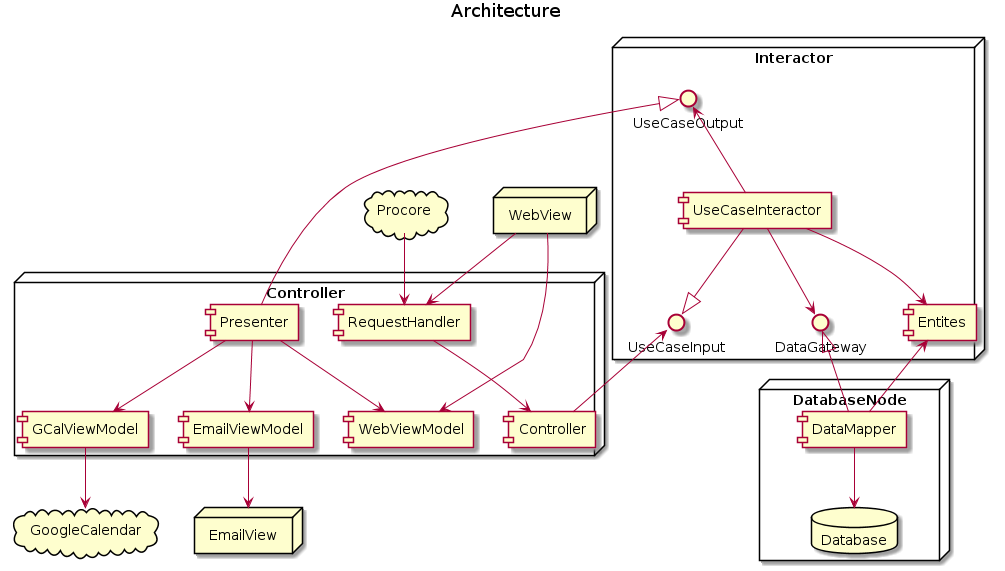 Architecture
Interactor
UseCaseOutput
Procore
WebView
UseCaseInteractor
Controller
Presenter
RequestHandler
Entites
UseCaseInput
DataGateway
DatabaseNode
GCalViewModel
EmailViewModel
WebViewModel
Controller
DataMapper
GoogleCalendar
EmailView
Database